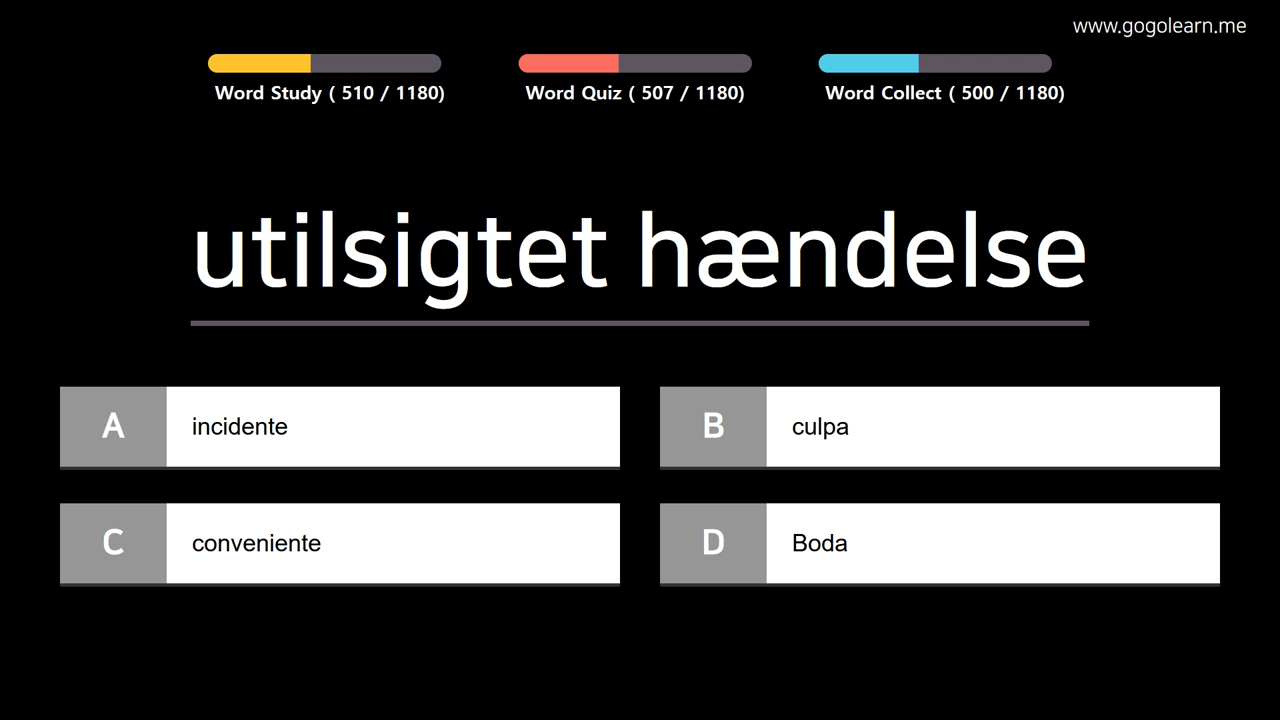 www.gogolearn.me
Word Study ( 510 / 1180)
Word Quiz ( 507 / 1180)
Word Collect ( 500 / 1180)
utilsigtet hændelse
A incidente
B culpa
C conveniente
D Boda